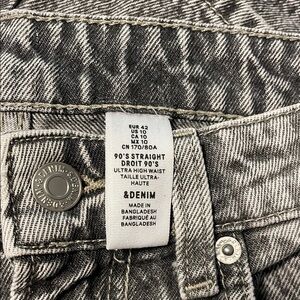 EUR 42
US 10
CA 10
MX 10
CN 170/80A
90'S STRAIGHT
DROIT 90'S
ULTRA HIGH WAIST
TAILLE ULTRA-
HAUTE
&DENIM
MADE IN
BANGLADESH
FABRIQUÉ AU
BANGLADESH